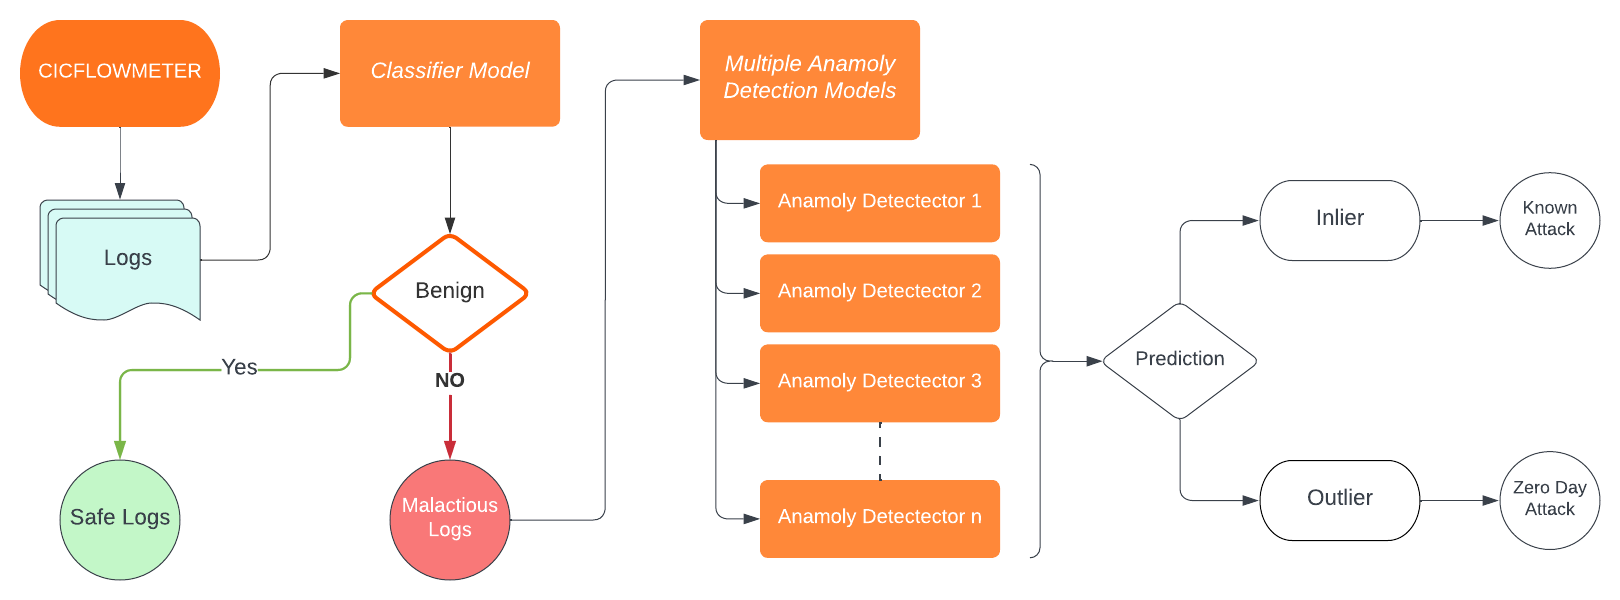 CICFLOWMETER
Logs
Classifier Model
Benign
Yes
NO
Safe Logs
Malactious
Logs
Multiple Anamoly
Detection Models
Anamoly Detectector 1
Anamoly Detectector 2
Anamoly Detectector 3
Anamoly Detectector n
Prediction
Inlier
Known
Attack
Outlier
Zero Day
Attack